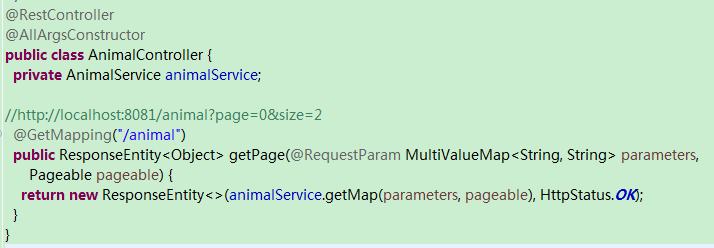 @RestController
@AllArgsConstructor
public class AnimalController {
private AnimalService animalService;
//http://localhost:8081/animal?page=0&size=2
@GetMapping("/animal")
public ResponseEntity<Object> getPage(@RequestParam MultiValueMap<String, String> parameters,
Pageable pageable) {
return new ResponseEntity<>(animalService.getMap(parameters, pageable), HttpStatus.OK);
}
}